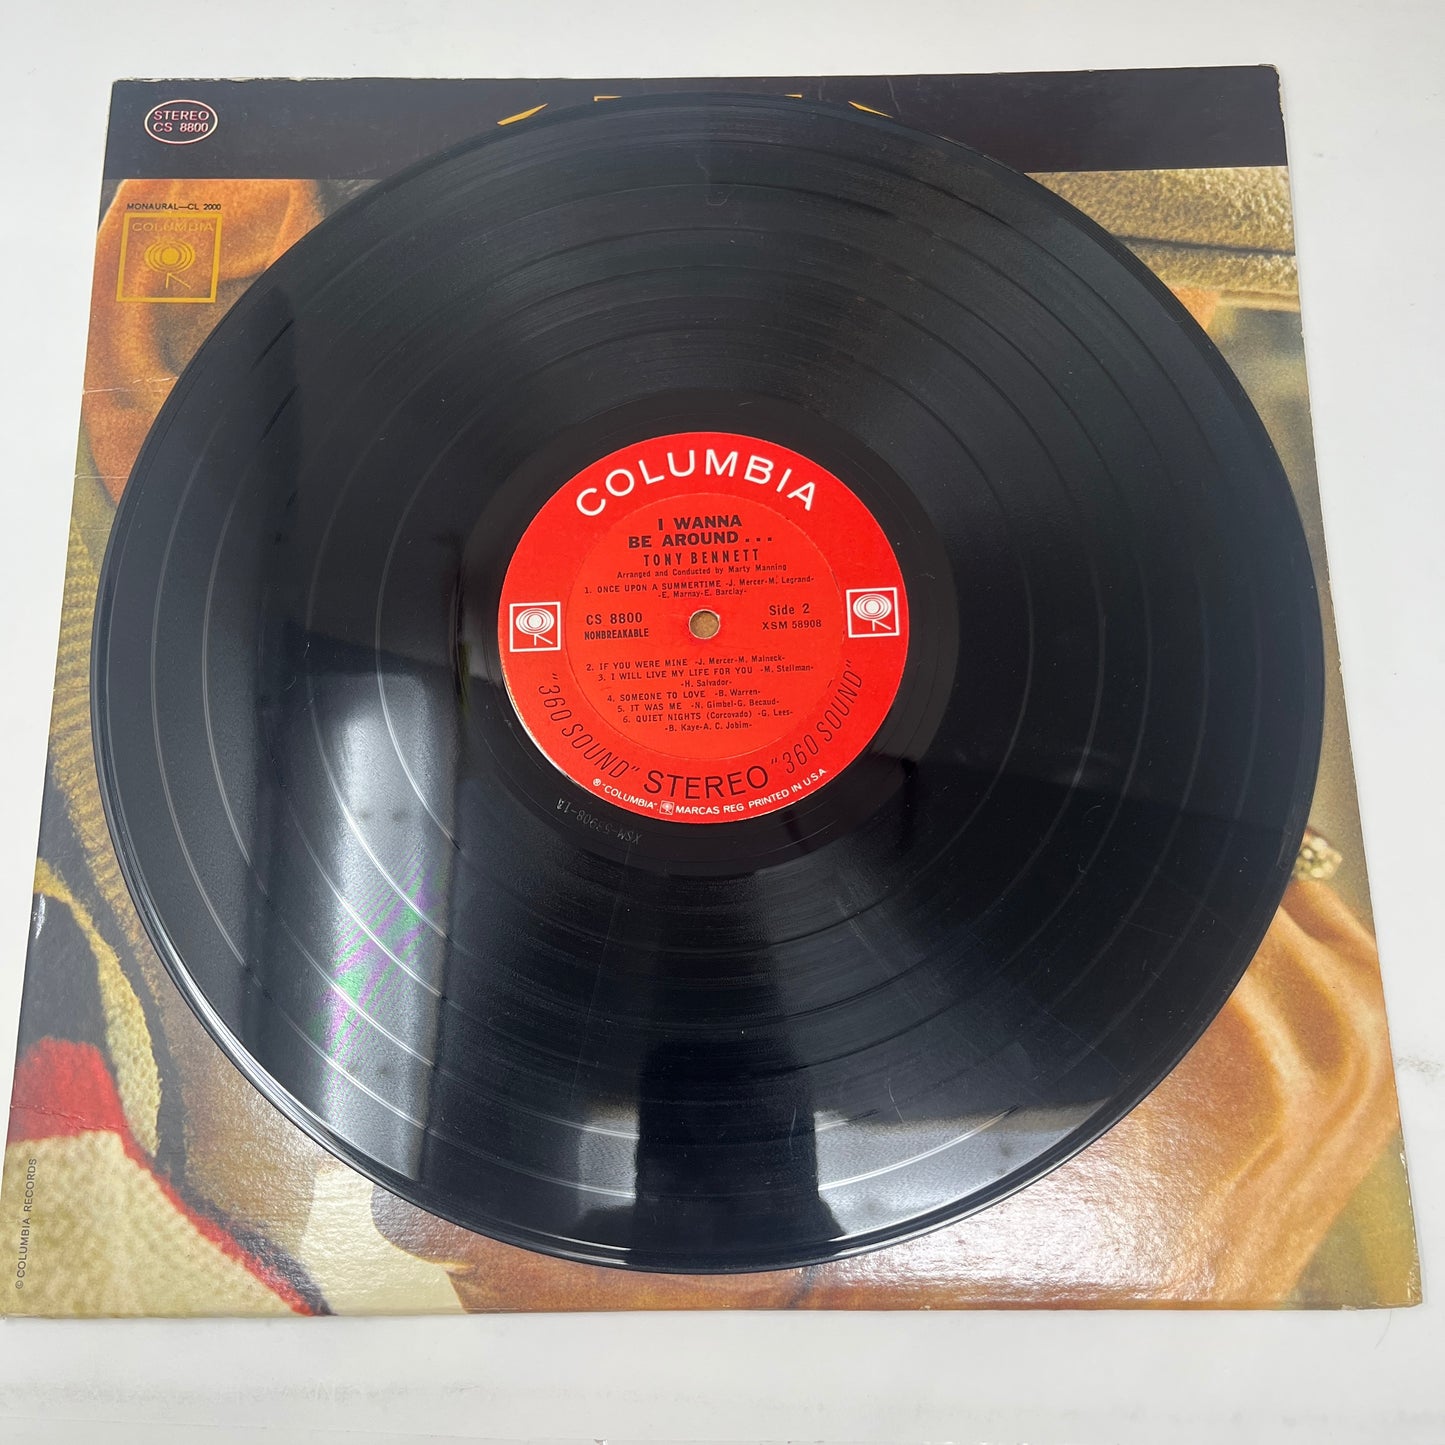 STEREO
CS 8800
MONAURAL—CL 2000
COLUMBIA
COLUMBIA
I WANNA
BE AROUND...
TONY BENNETT
Arranged and Conducted by Marty Manning
1. ONCE UPON A SUMMERTIME -J. Mercer-M. Legrand-
-E. Marnay-E. Barclay-
CS 8800
NONBREAKABLE
Side 2
XSM 58908
2. IF YOU WERE MINE -J. Mercer-M. Malneck-
3. I WILL LIVE MY LIFE FOR YOU -M. Stellman-
-H. Salvador-
4. SOMEONE TO LOVE -B. Warren-
5. IT WAS ME -N. Gimbel-G. Becaud-
6. QUIET NIGHTS (Corcovado) -G. Lees-
-B. Kaye-A. C. Jobim-
"360 SOUND" STEREO "360 SOUND"
® "COLUMBIA" MARCAS REG. PRINTED IN U.S.A.
XSM-58908-1A
© COLUMBIA RECORDS